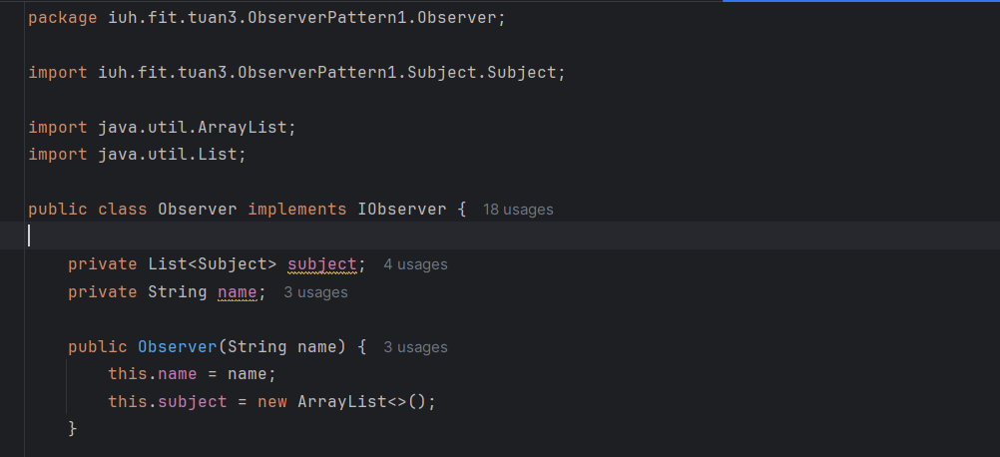 package iuh.fit.tuan3.ObserverPattern1.Observer;
import iuh.fit.tuan3.ObserverPattern1.Subject.Subject;
import java.util.ArrayList;
import java.util.List;
public class Observer implements IObserver { 18 usages
private List<Subject> subject; 4 usages
private String name; 3 usages
public Observer(String name) { 3 usages
this.name = name;
this.subject = new ArrayList<>();
}